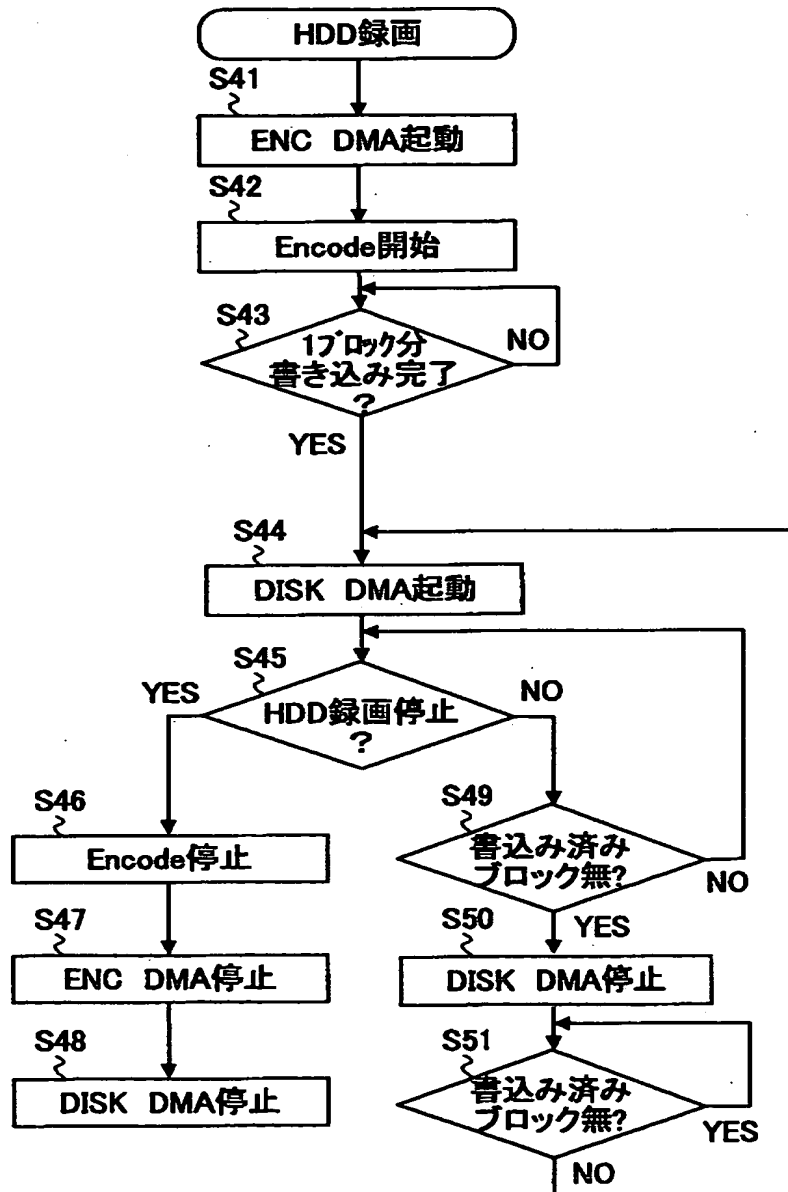 HDD録画
S41
ENC DMA起動
S42
Encode開始
S43
1ブロック分
書き込み完了
?
NO
YES
S44
DISK DMA起動
S45
YES
NO
HDD録画停止
?
S46
Encode停止
S49
書込み済み
ブロック無?
NO
YES
S47
ENC DMA停止
S50
DISK DMA停止
S48
DISK DMA停止
S51
書込み済み
ブロック無?
YES
NO